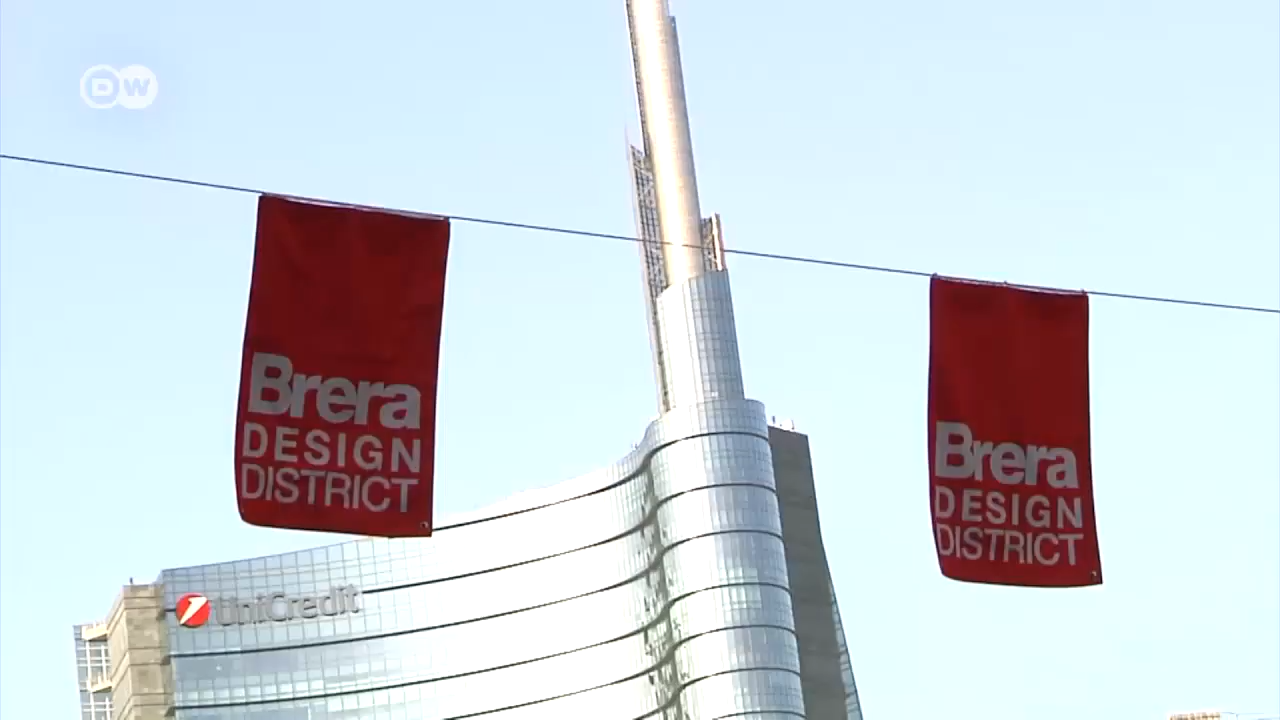 DW
Brera
DESIGN
DISTRICT
Brera
DESIGN
DISTRICT
UniCredit